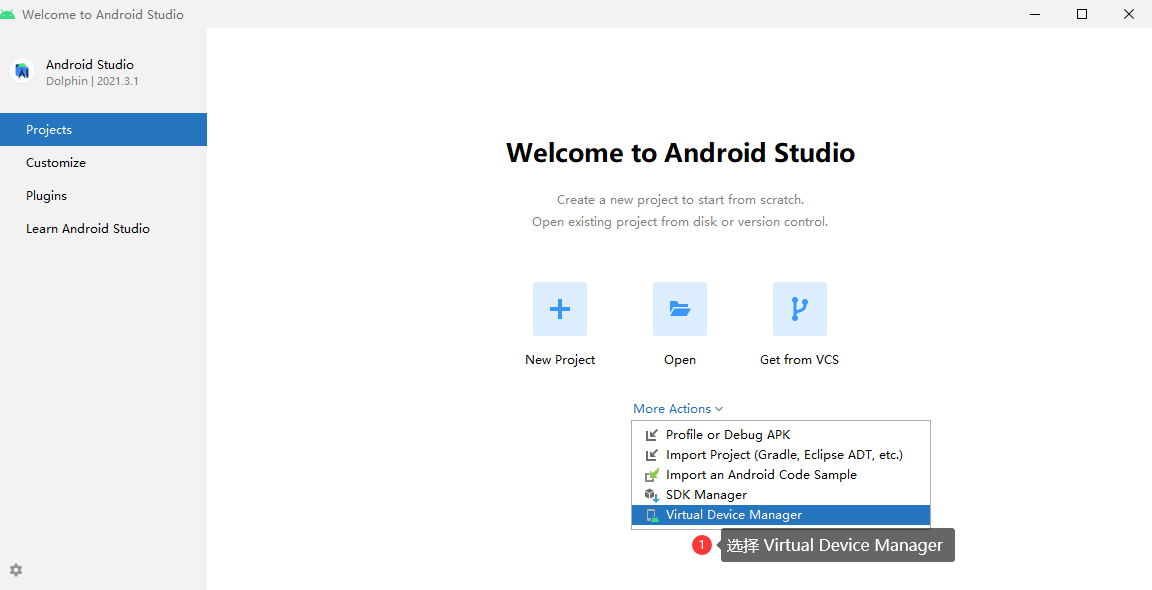 Welcome to Android Studio
Android Studio
Dolphin | 2021.3.1
Projects
Customize
Plugins
Learn Android Studio
Welcome to Android Studio
Create a new project to start from scratch.
Open existing project from disk or version control.
New Project
Open
Get from VCS
More Actions
Profile or Debug APK
Import Project (Gradle, Eclipse ADT, etc.)
Import an Android Code Sample
SDK Manager
Virtual Device Manager
1 选择 Virtual Device Manager